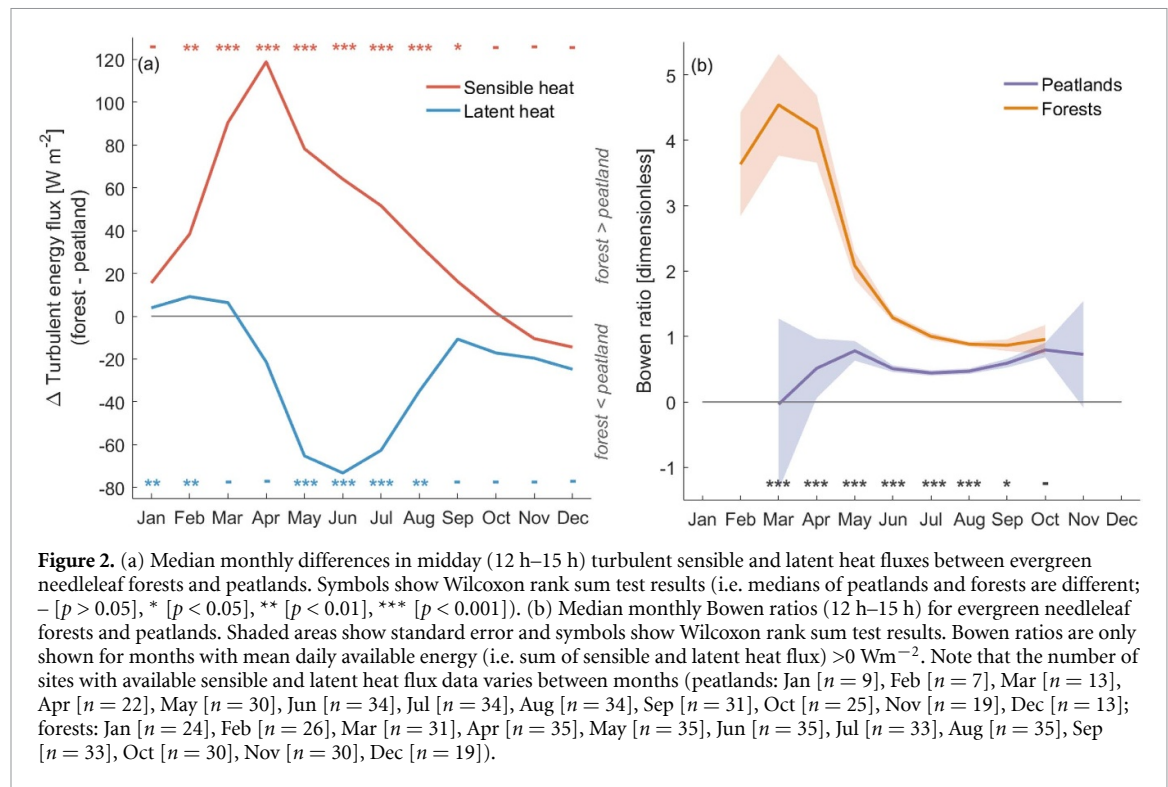 - ** *** *** *** *** *** *** * - - -
(a)
Sensible heat
Latent heat
120
100
80
60
40
20
0
-20
-40
-60
-80
Δ Turbulent energy flux [W m⁻²]
(forest - peatland)
** ** - - *** *** *** ** - - - -
Jan Feb Mar Apr May Jun Jul Aug Sep Oct Nov Dec
forest > peatland
forest < peatland
(b)
Peatlands
Forests
5
4
3
2
1
0
-1
Bowen ratio [dimensionless]
*** *** *** *** *** *** * -
Jan Feb Mar Apr May Jun Jul Aug Sep Oct Nov Dec
Figure 2. (a) Median monthly differences in midday (12 h–15 h) turbulent sensible and latent heat fluxes between evergreen
needleleaf forests and peatlands. Symbols show Wilcoxon rank sum test results (i.e. medians of peatlands and forests are different;
– [p > 0.05], * [p < 0.05], ** [p < 0.01], *** [p < 0.001]). (b) Median monthly Bowen ratios (12 h–15 h) for evergreen needleleaf
forests and peatlands. Shaded areas show standard error and symbols show Wilcoxon rank sum test results. Bowen ratios are only
shown for months with mean daily available energy (i.e. sum of sensible and latent heat flux) >0 Wm⁻². Note that the number of
sites with available sensible and latent heat flux data varies between months (peatlands: Jan [n = 9], Feb [n = 7], Mar [n = 13],
Apr [n = 22], May [n = 30], Jun [n = 34], Jul [n = 34], Aug [n = 34], Sep [n = 31], Oct [n = 25], Nov [n = 19], Dec [n = 13];
forests: Jan [n = 24], Feb [n = 26], Mar [n = 31], Apr [n = 35], May [n = 35], Jun [n = 35], Jul [n = 33], Aug [n = 35], Sep
[n = 33], Oct [n = 30], Nov [n = 30], Dec [n = 19]).